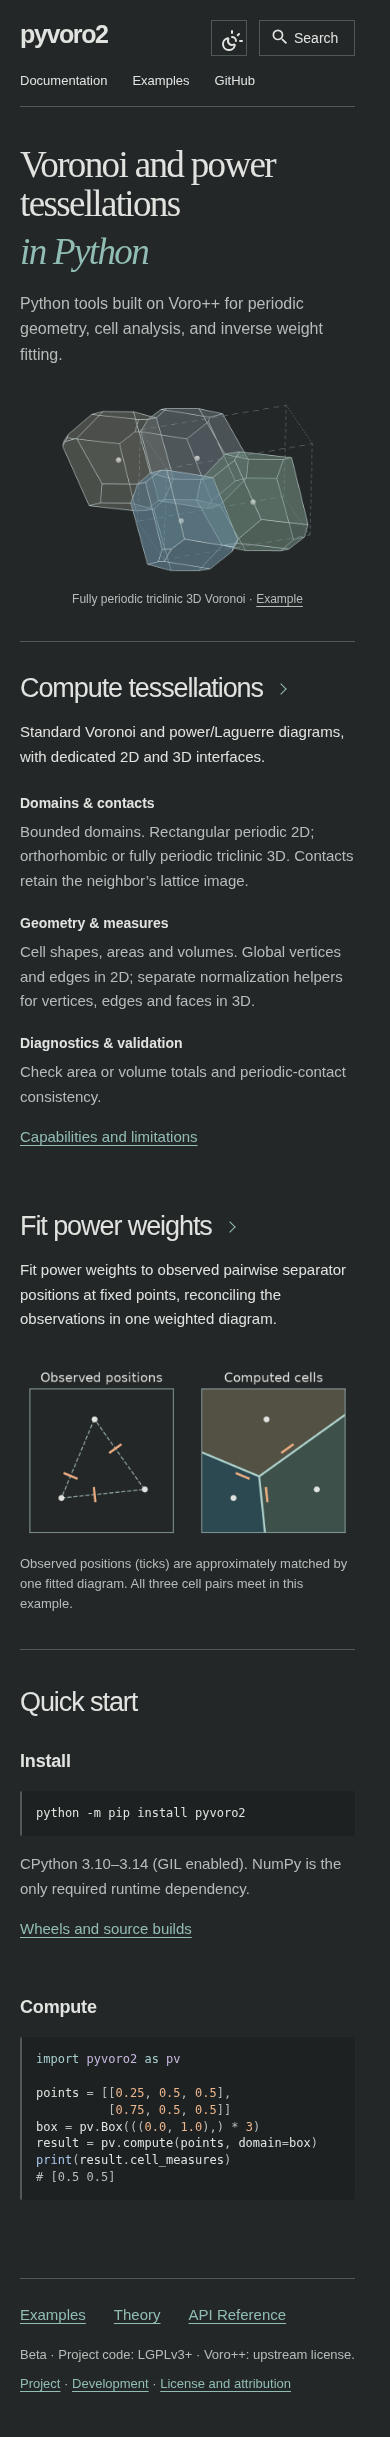 pyvoro2
Search
Documentation Examples GitHub
Voronoi and power
tessellations
in Python
Python tools built on Voro++ for periodic
geometry, cell analysis, and inverse weight
fitting.
Fully periodic triclinic 3D Voronoi · Example
Compute tessellations
Standard Voronoi and power/Laguerre diagrams,
with dedicated 2D and 3D interfaces.
Domains & contacts
Bounded domains. Rectangular periodic 2D;
orthorhombic or fully periodic triclinic 3D. Contacts
retain the neighbor’s lattice image.
Geometry & measures
Cell shapes, areas and volumes. Global vertices
and edges in 2D; separate normalization helpers
for vertices, edges and faces in 3D.
Diagnostics & validation
Check area or volume totals and periodic-contact
consistency.
Capabilities and limitations
Fit power weights
Fit power weights to observed pairwise separator
positions at fixed points, reconciling the
observations in one weighted diagram.
Observed positions Computed cells
Observed positions (ticks) are approximately matched by
one fitted diagram. All three cell pairs meet in this
example.
Quick start
Install
python -m pip install pyvoro2
CPython 3.10–3.14 (GIL enabled). NumPy is the
only required runtime dependency.
Wheels and source builds
Compute
import pyvoro2 as pv
points = [[0.25, 0.5, 0.5],
          [0.75, 0.5, 0.5]]
box = pv.Box(((0.0, 1.0),) * 3)
result = pv.compute(points, domain=box)
print(result.cell_measures)
# [0.5 0.5]
Examples Theory API Reference
Beta · Project code: LGPLv3+ · Voro++: upstream license.
Project · Development · License and attribution